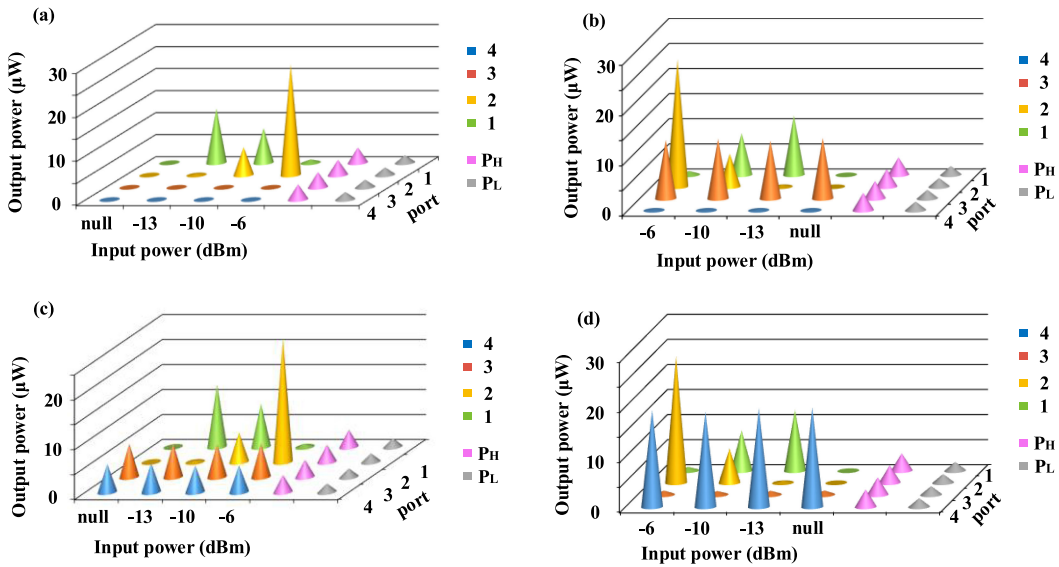 (a)
Output power (μW)
30
20
10
0
null -13 -10 -6
Input power (dBm)
4 3 2 1
port
4
3
2
1
PH
PL
(b)
Output power (μW)
30
20
10
0
-6 -10 -13 null
Input power (dBm)
4 3 2 1
port
4
3
2
1
PH
PL
(c)
Output power (μW)
20
10
0
null -13 -10 -6
Input power (dBm)
4 3 2 1
port
4
3
2
1
PH
PL
(d)
Output power (μW)
30
20
10
0
-6 -10 -13 null
Input power (dBm)
4 3 2 1
port
4
3
2
1
PH
PL